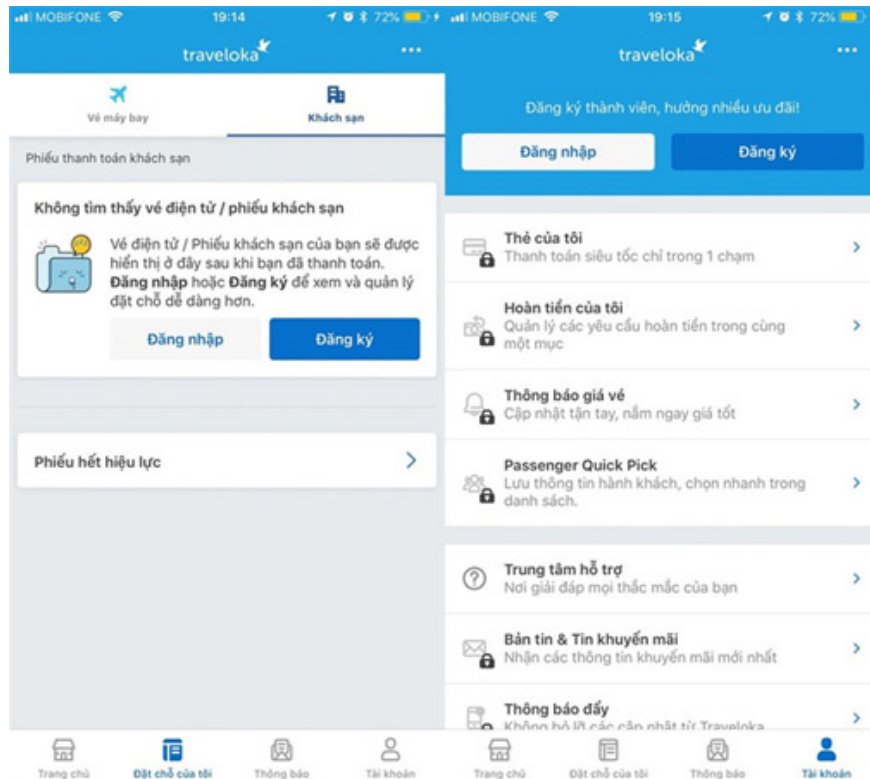 MOBIFONE 19:14 72%
traveloka
Vé máy bay
Khách sạn
Phiếu thanh toán khách sạn
Không tìm thấy vé điện tử / phiếu khách sạn
Vé điện tử / Phiếu khách sạn của bạn sẽ được
hiển thị ở đây sau khi bạn đã thanh toán.
Đăng nhập hoặc Đăng ký để xem và quản lý
đặt chỗ dễ dàng hơn.
Đăng nhập
Đăng ký
Phiếu hết hiệu lực
Trang chủ
Đặt chỗ của tôi
Thông báo
Tài khoản
MOBIFONE 19:15 72%
traveloka
Đăng ký thành viên, hưởng nhiều ưu đãi!
Đăng nhập
Đăng ký
Thẻ của tôi
Thanh toán siêu tốc chỉ trong 1 chạm
Hoàn tiền của tôi
Quản lý các yêu cầu hoàn tiền trong cùng
một mục
Thông báo giá vé
Cập nhật tận tay, nắm ngay giá tốt
Passenger Quick Pick
Lưu thông tin hành khách, chọn nhanh trong
danh sách.
Trung tâm hỗ trợ
Nơi giải đáp mọi thắc mắc của bạn
Bản tin & Tin khuyến mãi
Nhận các thông tin khuyến mãi mới nhất
Thông báo đẩy
Không bỏ lỡ các cập nhật từ Traveloka
Trang chủ
Đặt chỗ của tôi
Thông báo
Tài khoản